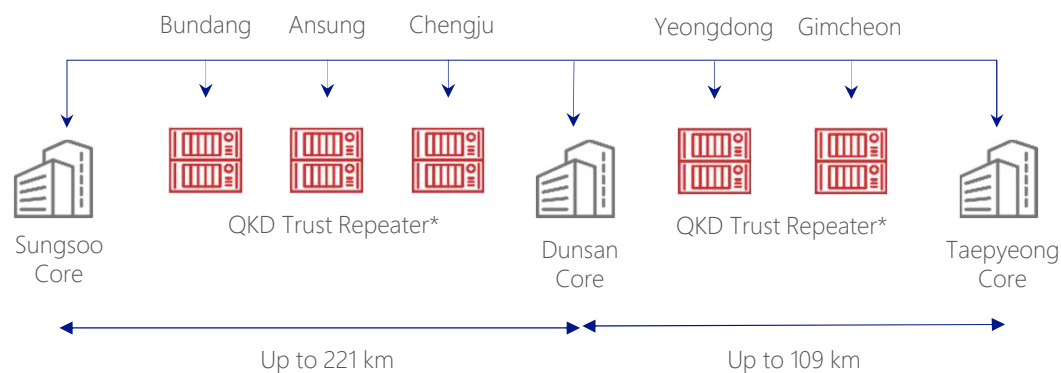 Bundang
Ansung
Chengju
Yeongdong
Gimcheon
QKD Trust Repeater*
QKD Trust Repeater*
Sungsoo
Core
Dunsan
Core
Taepyeong
Core
Up to 221 km
Up to 109 km